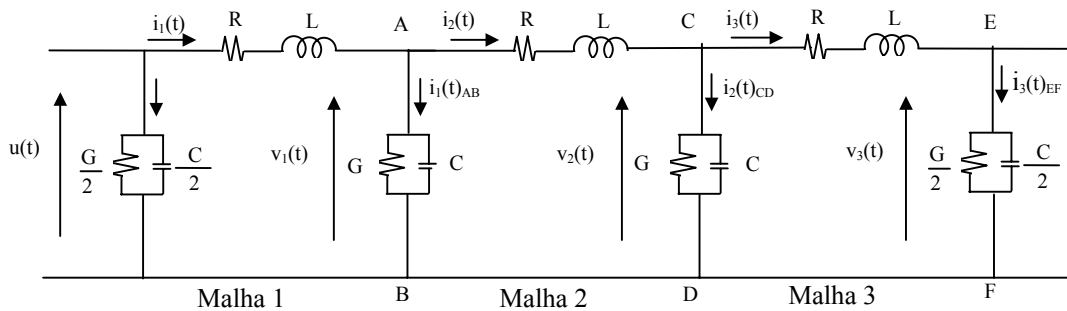 i₁(t) R L A i₂(t) R L C i₃(t) R L E
i₁(t)AB i₂(t)CD i₃(t)EF
u(t) G/2 C/2 v₁(t) G C v₂(t) G C v₃(t) G/2 C/2
Malha 1 B Malha 2 D Malha 3 F